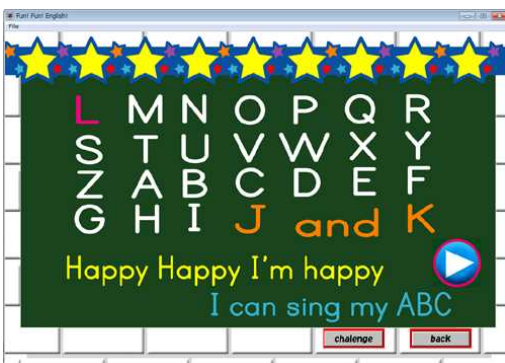 Fun! Fun! English!
File
L M N O P Q R
S T U V W X Y
Z A B C D E F
G H I J and K
Happy Happy I'm happy
I can sing my ABC
chalenge back